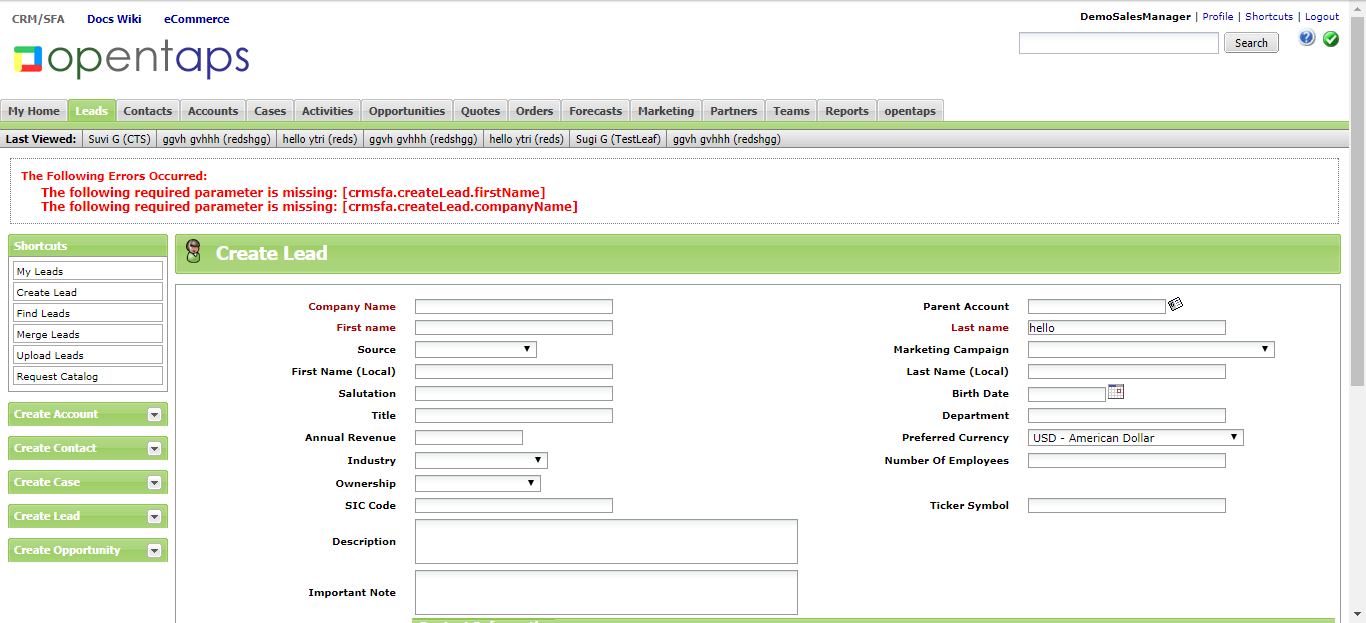 CRM/SFA Docs Wiki eCommerce
DemoSalesManager | Profile | Shortcuts | Logout
opentaps
Search
My Home Leads Contacts Accounts Cases Activities Opportunities Quotes Orders Forecasts Marketing Partners Teams Reports opentaps
Last Viewed: Suvi G (CTS) ggvh gvhhh (redshgg) hello ytri (reds) ggvh gvhhh (redshgg) hello ytri (reds) Sugi G (TestLeaf) ggvh gvhhh (redshgg)
The Following Errors Occurred:
The following required parameter is missing: [crmsfa.createLead.firstName]
The following required parameter is missing: [crmsfa.createLead.companyName]
Shortcuts
My Leads
Create Lead
Find Leads
Merge Leads
Upload Leads
Request Catalog
Create Account
Create Contact
Create Case
Create Lead
Create Opportunity
Create Lead
Company Name Parent Account
First name Last name hello
Source Marketing Campaign
First Name (Local) Last Name (Local)
Salutation Birth Date
Title Department
Annual Revenue Preferred Currency USD - American Dollar
Industry Number Of Employees
Ownership
SIC Code Ticker Symbol
Description
Important Note